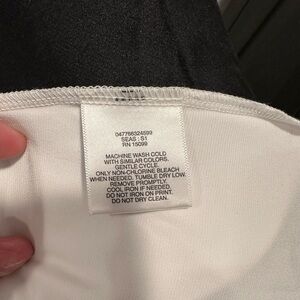 047766324599
SEAS : S1
RN 15099
MACHINE WASH COLD
WITH SIMILAR COLORS.
GENTLE CYCLE.
ONLY NON-CHLORINE BLEACH
WHEN NEEDED. TUMBLE DRY LOW.
REMOVE PROMPTLY.
COOL IRON IF NEEDED.
DO NOT IRON ON PRINT.
DO NOT DRY CLEAN.